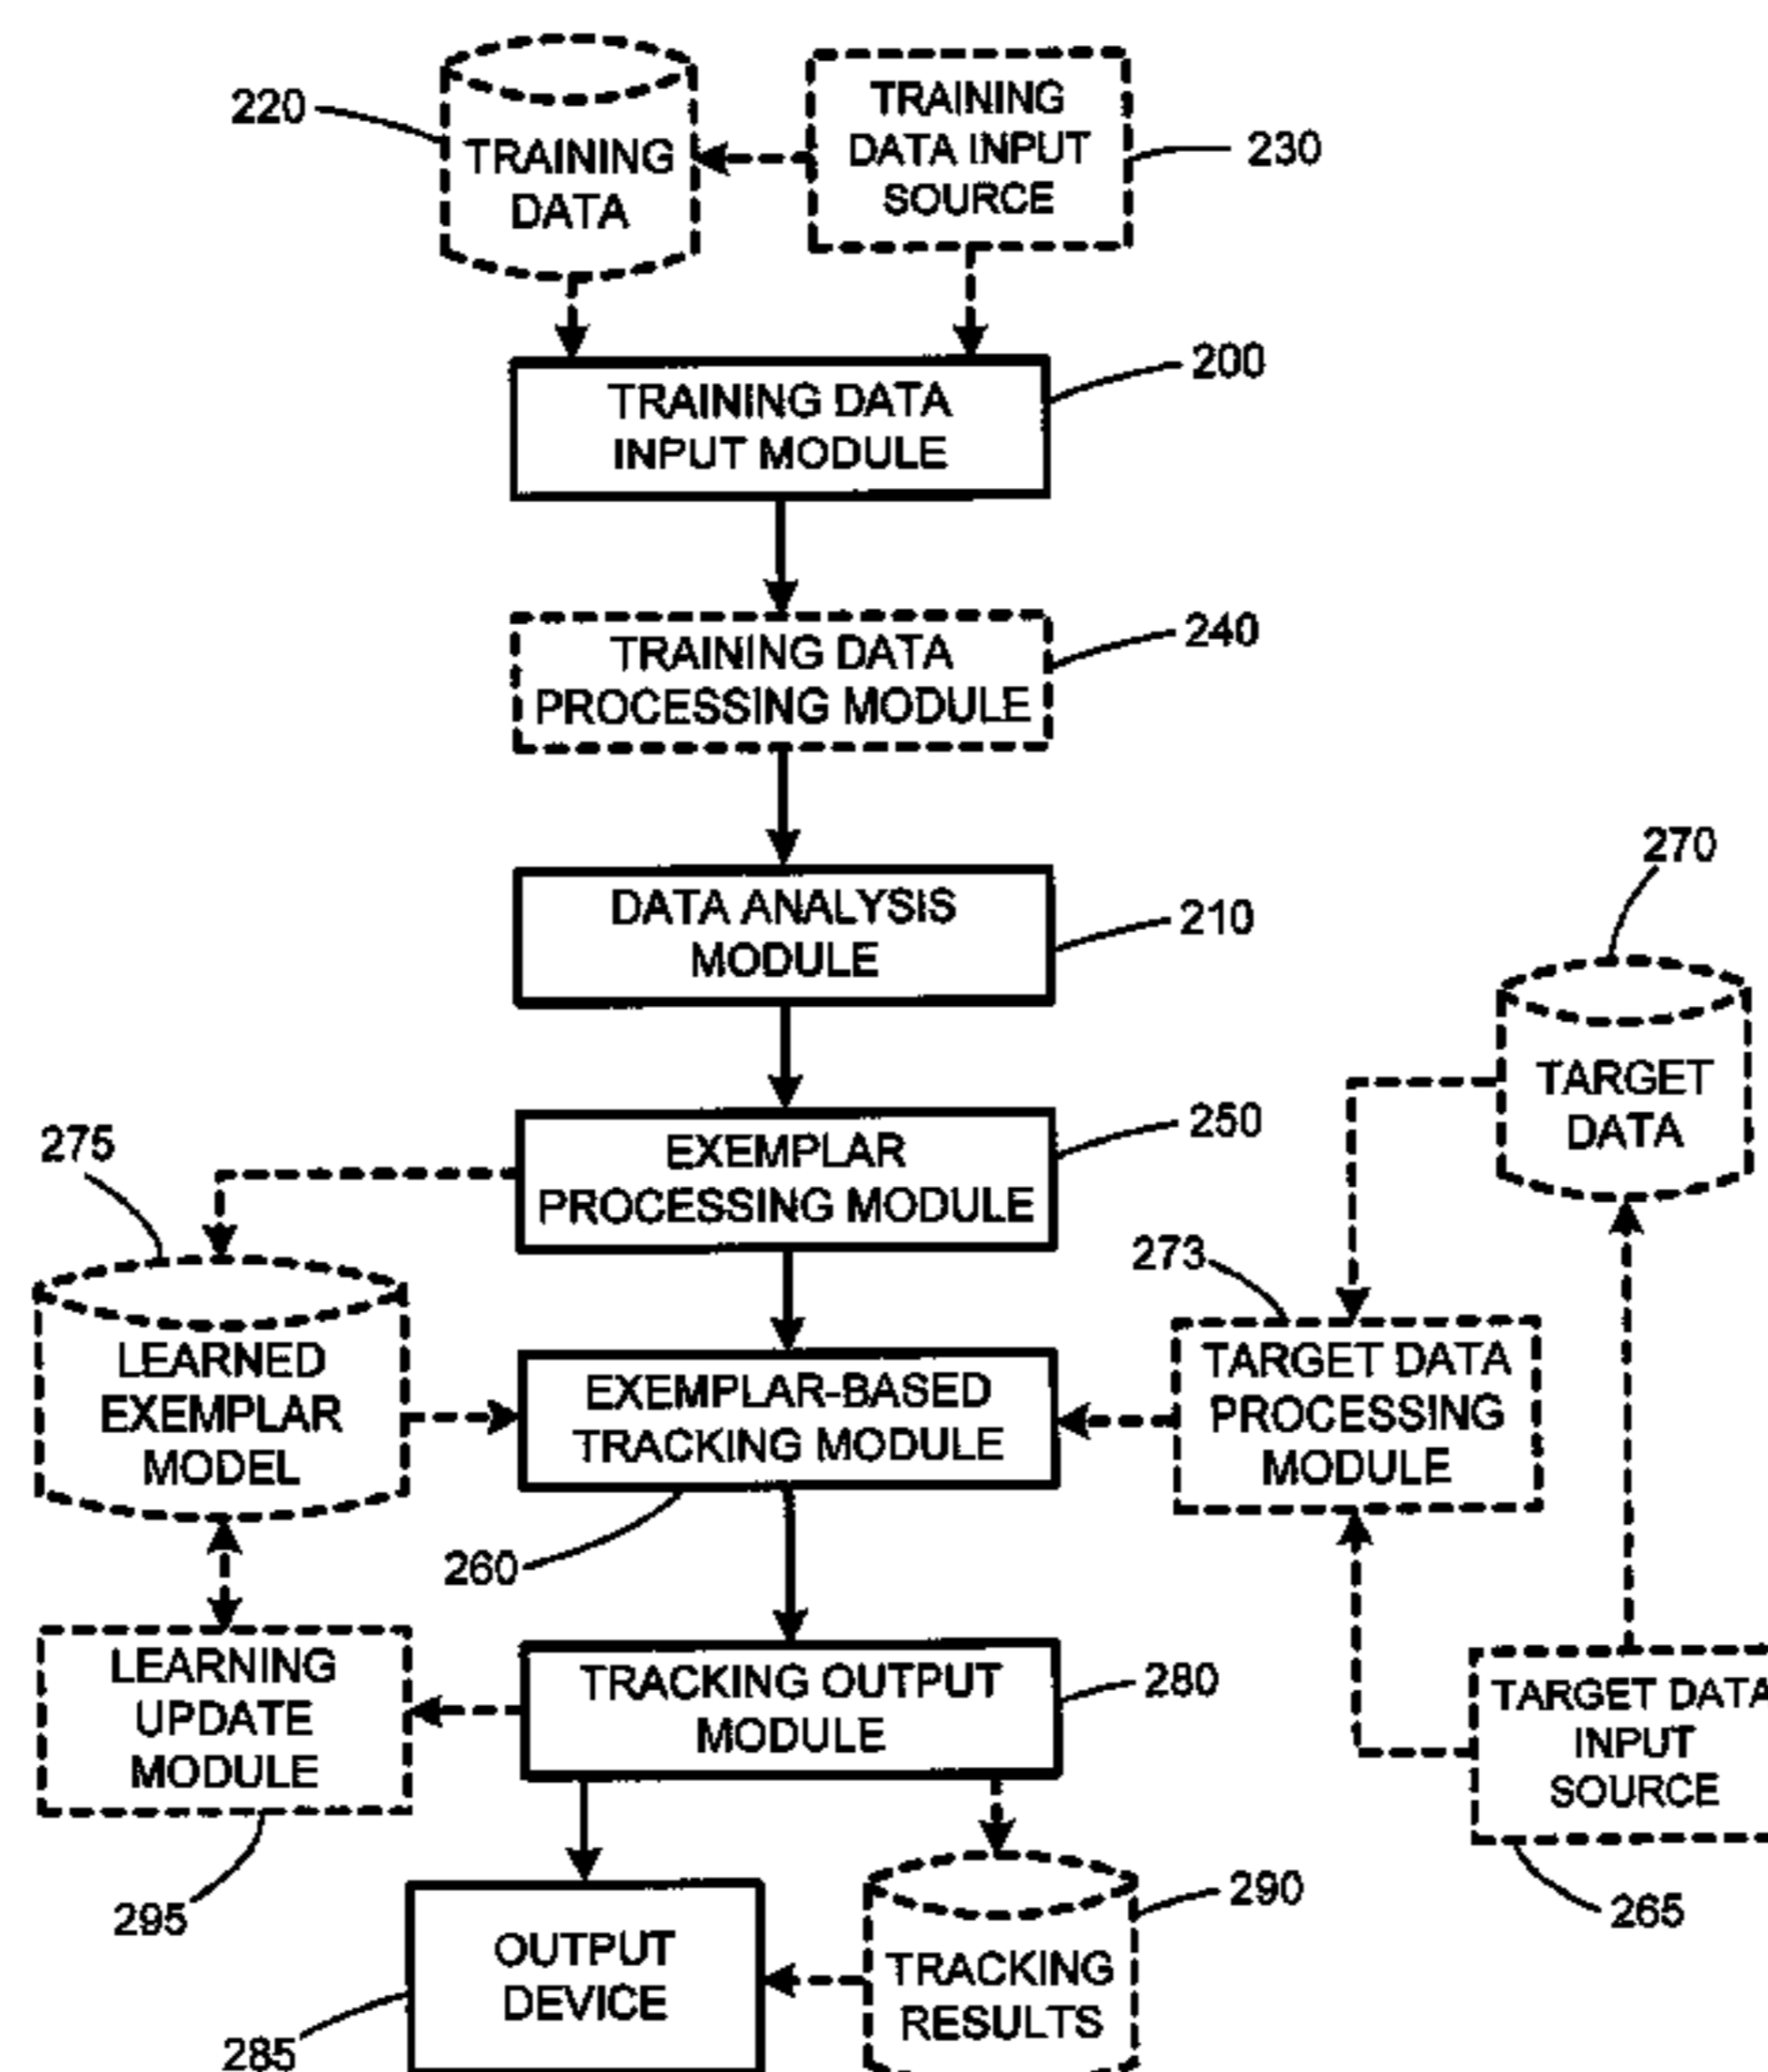 220
TRAINING
DATA
TRAINING
DATA INPUT
SOURCE
230
TRAINING DATA
INPUT MODULE
200
TRAINING DATA
PROCESSING MODULE
240
DATA ANALYSIS
MODULE
210
270
TARGET
DATA
EXEMPLAR
PROCESSING MODULE
250
275
273
LEARNED
EXEMPLAR
MODEL
EXEMPLAR-BASED
TRACKING MODULE
TARGET DATA
PROCESSING
MODULE
260
LEARNING
UPDATE
MODULE
TRACKING OUTPUT
MODULE
280
TARGET DATA
INPUT
SOURCE
295
290
265
OUTPUT
DEVICE
TRACKING
RESULTS
285